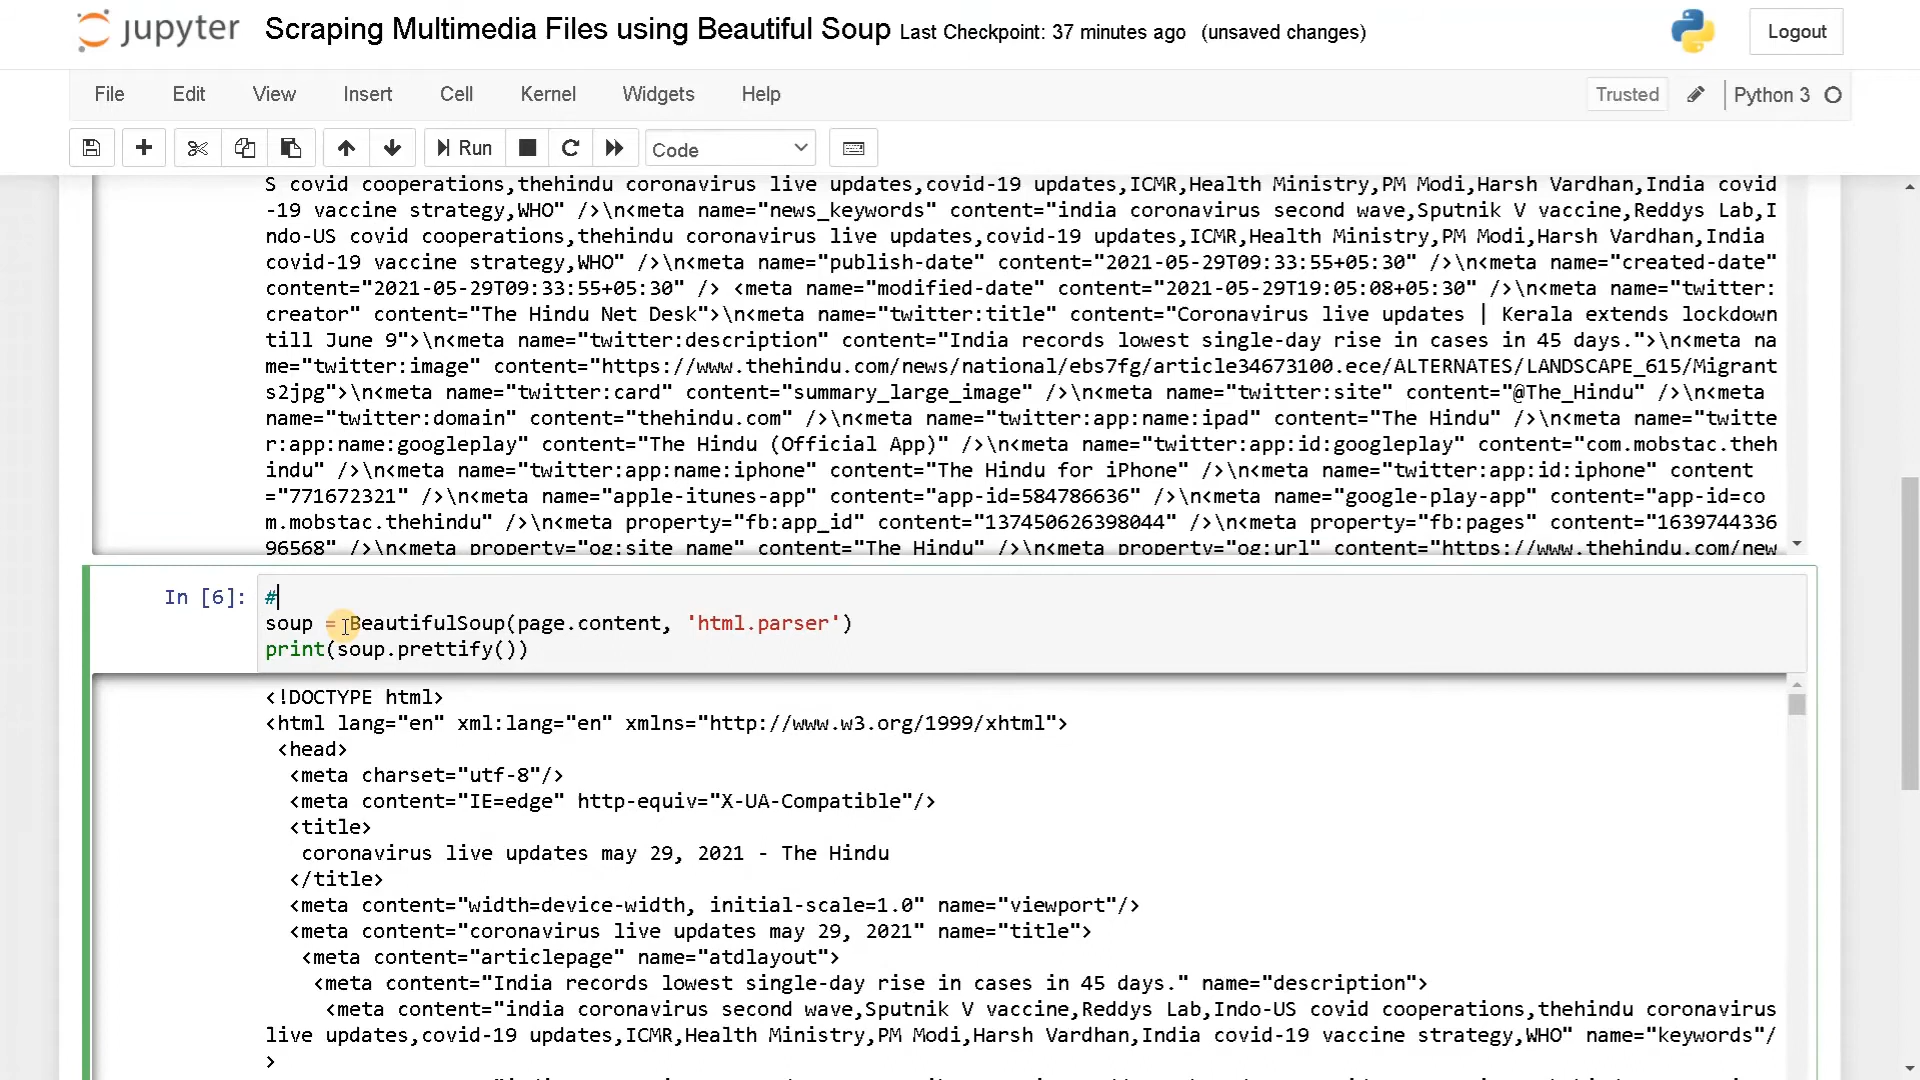 jupyter Scraping Multimedia Files using Beautiful Soup Last Checkpoint: 37 minutes ago (unsaved changes) Logout
File Edit View Insert Cell Kernel Widgets Help Trusted Python 3
Run Code
S covid cooperations,thehindu coronavirus live updates,covid-19 updates,ICMR,Health Ministry,PM Modi,Harsh Vardhan,India covid
-19 vaccine strategy,WHO" />\n<meta name="news_keywords" content="india coronavirus second wave,Sputnik V vaccine,Reddys Lab,I
ndo-US covid cooperations,thehindu coronavirus live updates,covid-19 updates,ICMR,Health Ministry,PM Modi,Harsh Vardhan,India
covid-19 vaccine strategy,WHO" />\n<meta name="publish-date" content="2021-05-29T09:33:55+05:30" />\n<meta name="created-date"
content="2021-05-29T09:33:55+05:30" /> <meta name="modified-date" content="2021-05-29T19:05:08+05:30" />\n<meta name="twitter:
creator" content="The Hindu Net Desk">\n<meta name="twitter:title" content="Coronavirus live updates | Kerala extends lockdown
till June 9">\n<meta name="twitter:description" content="India records lowest single-day rise in cases in 45 days.">\n<meta na
me="twitter:image" content="https://www.thehindu.com/news/national/ebs7fg/article34673100.ece/ALTERNATES/LANDSCAPE_615/Migrant
s2jpg">\n<meta name="twitter:card" content="summary_large_image" />\n<meta name="twitter:site" content="@The_Hindu" />\n<meta
name="twitter:domain" content="thehindu.com" />\n<meta name="twitter:app:name:ipad" content="The Hindu" />\n<meta name="twitte
r:app:name:googleplay" content="The Hindu (Official App)" />\n<meta name="twitter:app:id:googleplay" content="com.mobstac.theh
indu" />\n<meta name="twitter:app:name:iphone" content="The Hindu for iPhone" />\n<meta name="twitter:app:id:iphone" content
="771672321" />\n<meta name="apple-itunes-app" content="app-id=584786636" />\n<meta name="google-play-app" content="app-id=co
m.mobstac.thehindu" />\n<meta property="fb:app_id" content="137450626398044" />\n<meta property="fb:pages" content="1639744336
96568" />\n<meta property="og:site_name" content="The Hindu" />\n<meta property="og:url" content="https://www.thehindu.com/new
In [6]: #
soup = BeautifulSoup(page.content, 'html.parser')
print(soup.prettify())
<!DOCTYPE html>
<html lang="en" xml:lang="en" xmlns="http://www.w3.org/1999/xhtml">
<head>
<meta charset="utf-8"/>
<meta content="IE=edge" http-equiv="X-UA-Compatible"/>
<title>
coronavirus live updates may 29, 2021 - The Hindu
</title>
<meta content="width=device-width, initial-scale=1.0" name="viewport"/>
<meta content="coronavirus live updates may 29, 2021" name="title">
<meta content="articlepage" name="atdlayout">
<meta content="India records lowest single-day rise in cases in 45 days." name="description">
<meta content="india coronavirus second wave,Sputnik V vaccine,Reddys Lab,Indo-US covid cooperations,thehindu coronavirus
live updates,covid-19 updates,ICMR,Health Ministry,PM Modi,Harsh Vardhan,India covid-19 vaccine strategy,WHO" name="keywords"/
>